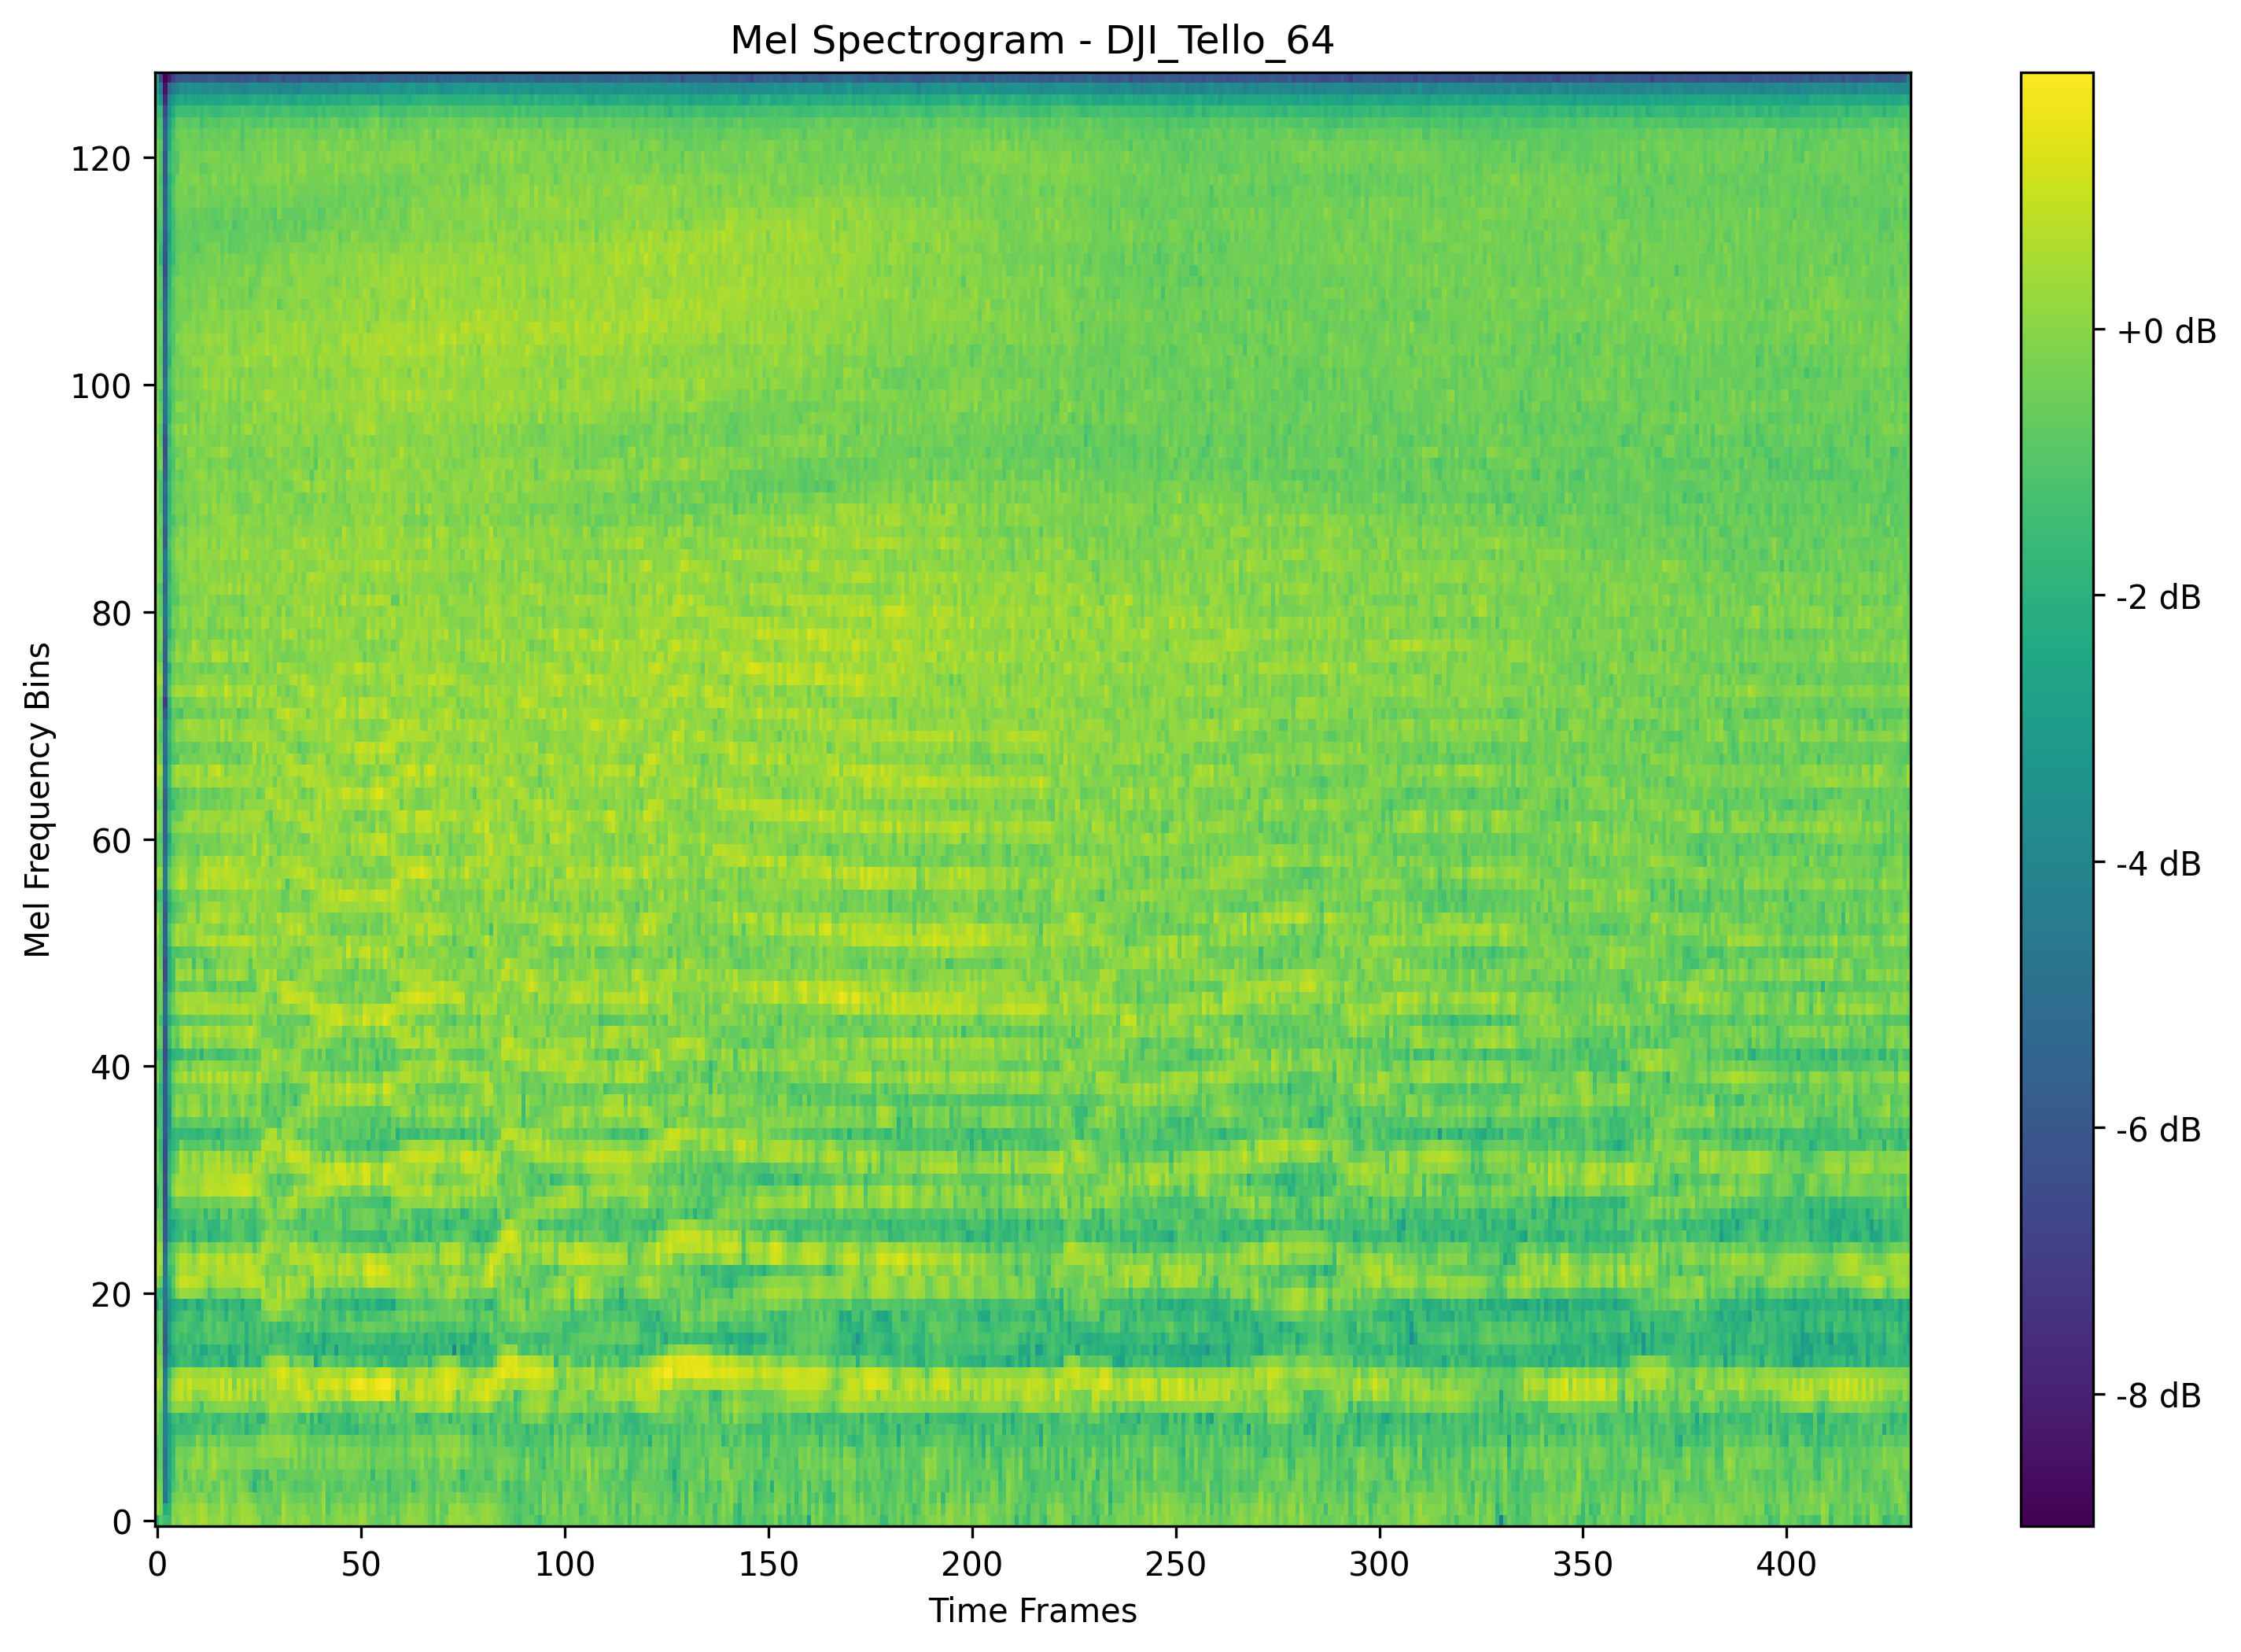 Mel Spectrogram - DJI_Tello_64
Mel Frequency Bins
120
100
80
60
40
20
0
0 50 100 150 200 250 300 350 400
Time Frames
+0 dB
-2 dB
-4 dB
-6 dB
-8 dB